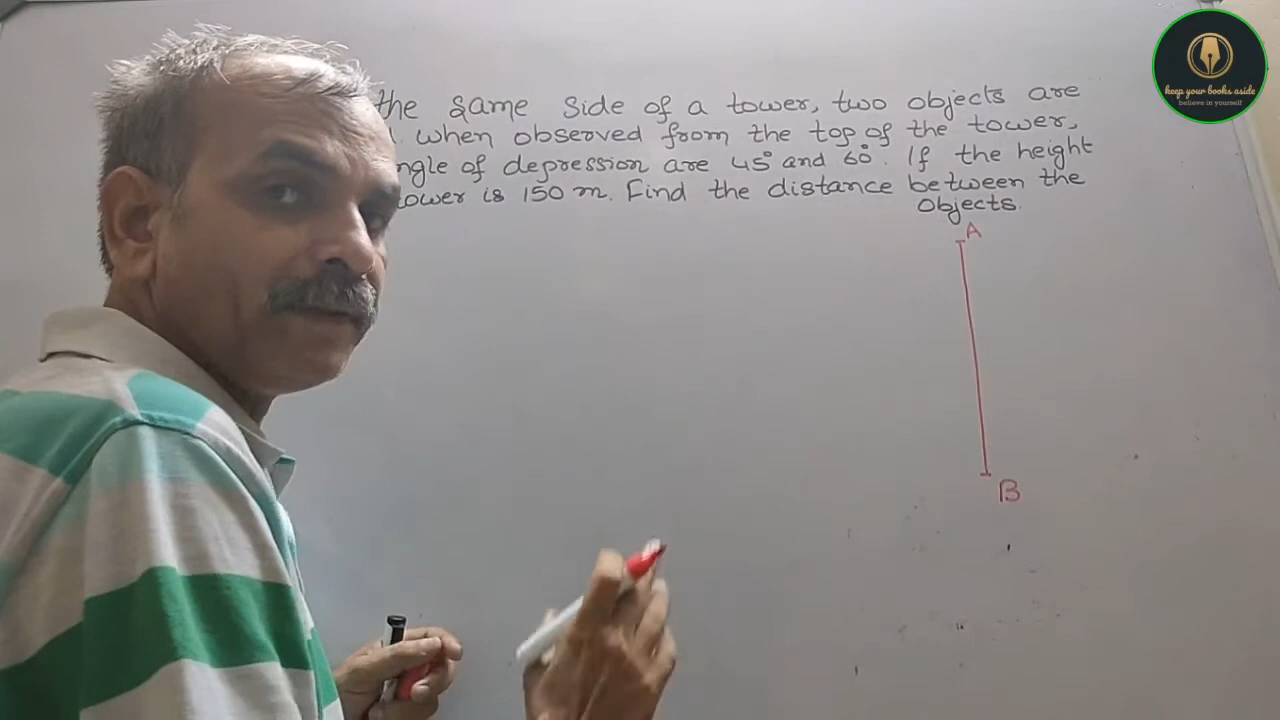 the same side of a tower, two objects are
when observed from the top of the tower,
ngle of depression are 45° and 60°. If the height
tower is 150 m. Find the distance between the
objects.
A
B
keep your books aside
believe in yourself